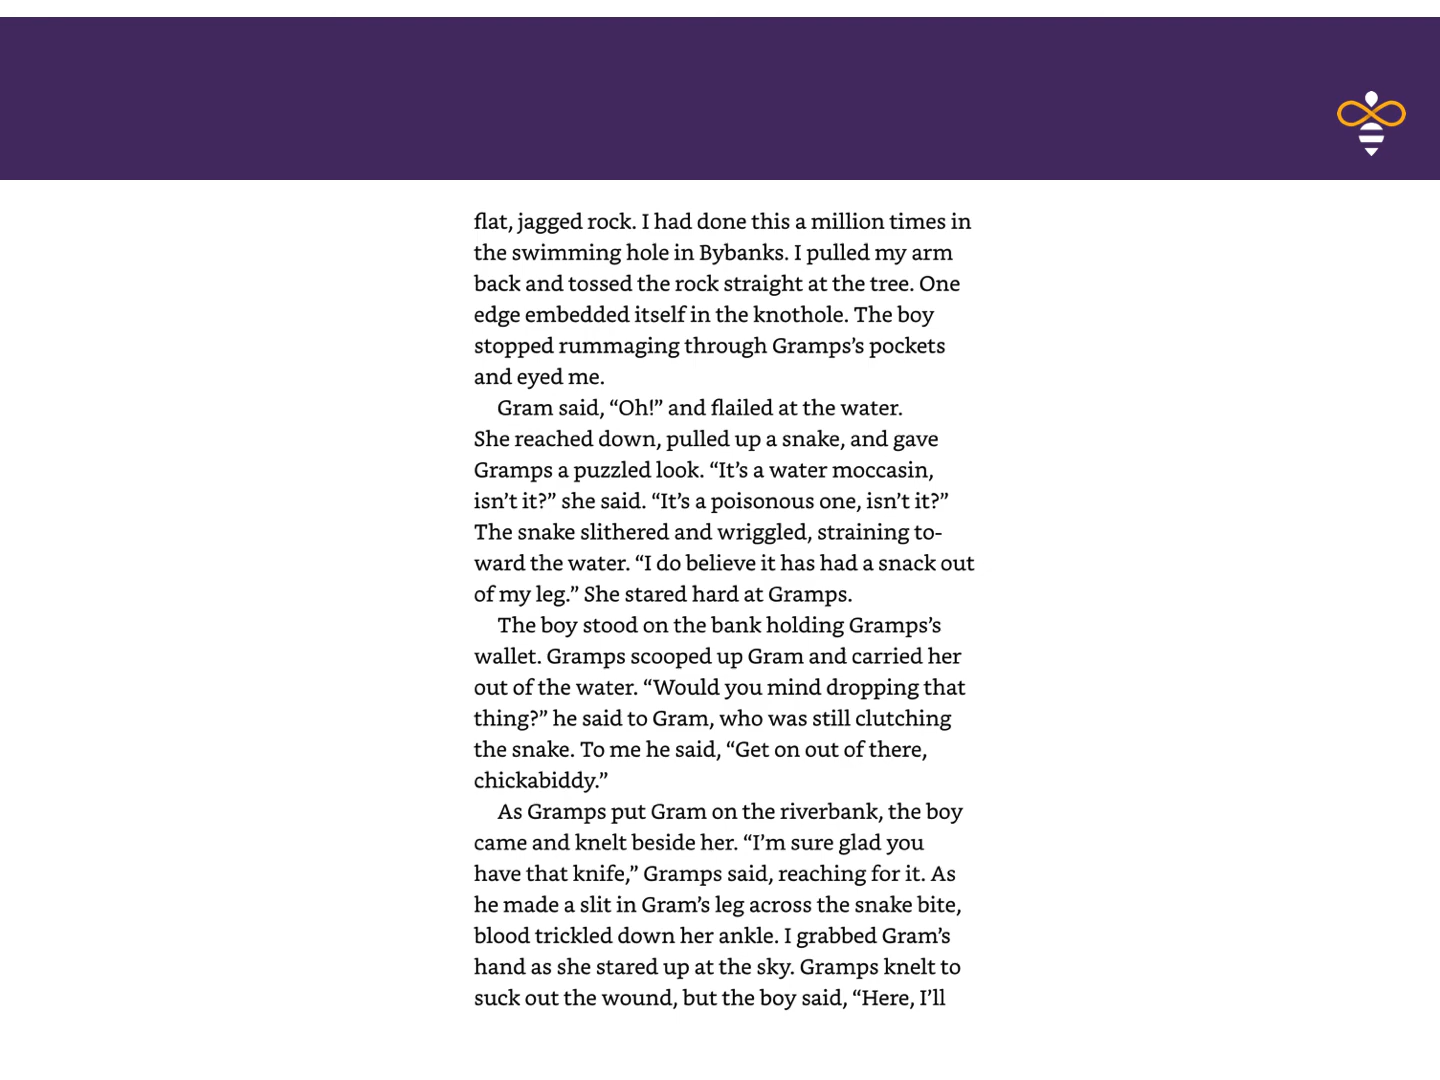 flat, jagged rock. I had done this a million times in
the swimming hole in Bybanks. I pulled my arm
back and tossed the rock straight at the tree. One
edge embedded itself in the knothole. The boy
stopped rummaging through Gramps’s pockets
and eyed me.
Gram said, “Oh!” and flailed at the water.
She reached down, pulled up a snake, and gave
Gramps a puzzled look. “It’s a water moccasin,
isn’t it?” she said. “It’s a poisonous one, isn’t it?”
The snake slithered and wriggled, straining to-
ward the water. “I do believe it has had a snack out
of my leg.” She stared hard at Gramps.
The boy stood on the bank holding Gramps’s
wallet. Gramps scooped up Gram and carried her
out of the water. “Would you mind dropping that
thing?” he said to Gram, who was still clutching
the snake. To me he said, “Get on out of there,
chickabiddy.”
As Gramps put Gram on the riverbank, the boy
came and knelt beside her. “I’m sure glad you
have that knife,” Gramps said, reaching for it. As
he made a slit in Gram’s leg across the snake bite,
blood trickled down her ankle. I grabbed Gram’s
hand as she stared up at the sky. Gramps knelt to
suck out the wound, but the boy said, “Here, I’ll